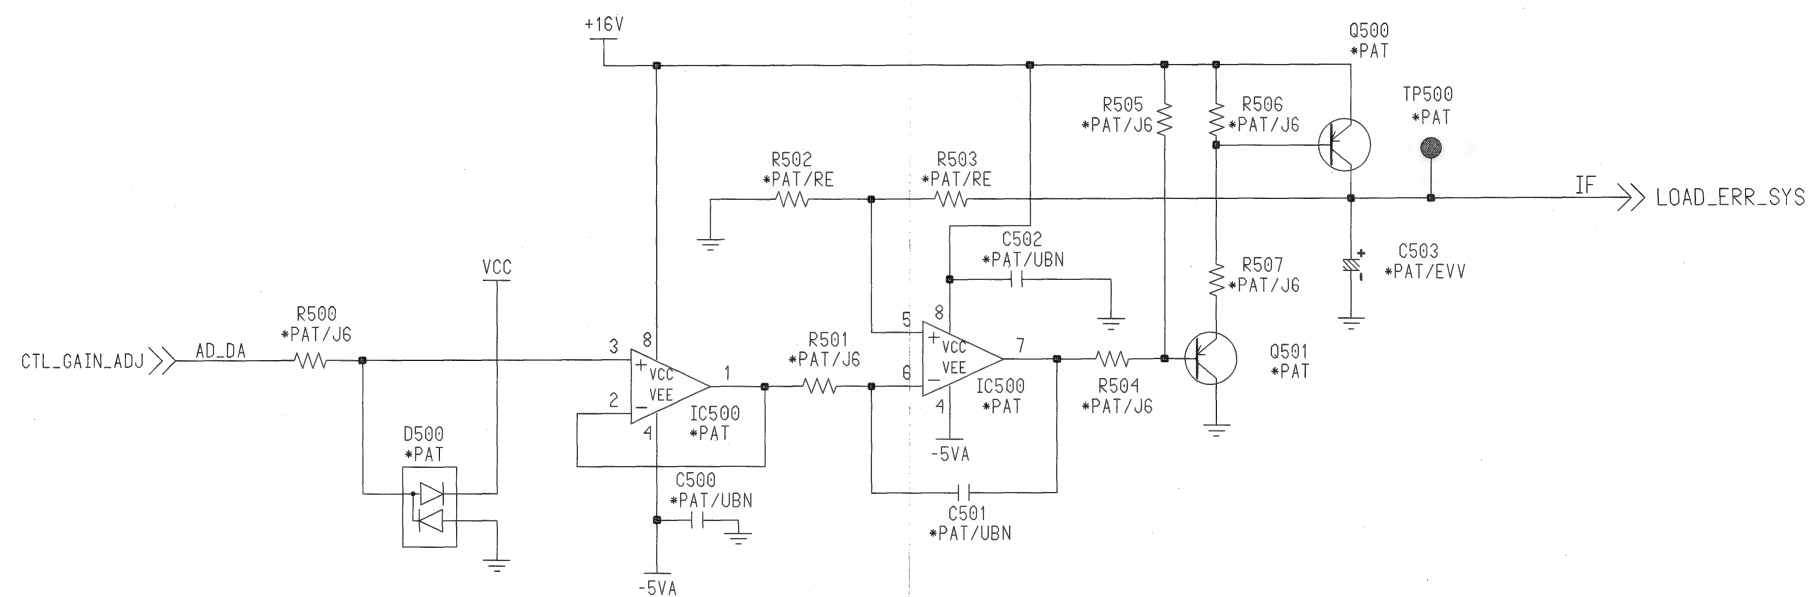 +16V
Q500
*PAT
TP500
*PAT
R505
*PAT/J6
R506
*PAT/J6
R502
*PAT/RE
R503
*PAT/RE
IF
LOAD_ERR_SYS
C502
*PAT/UBN
C503
*PAT/EVV
+
-
VCC
R507
*PAT/J6
R500
*PAT/J6
CTL_GAIN_ADJ
AD_DA
3
8
+
VCC
VEE
2
-
4
1
IC500
*PAT
R501
*PAT/J6
5
8
+
VCC
VEE
6
-
4
7
IC500
*PAT
-5VA
R504
*PAT/J6
Q501
*PAT
D500
*PAT
C500
*PAT/UBN
C501
*PAT/UBN
-5VA